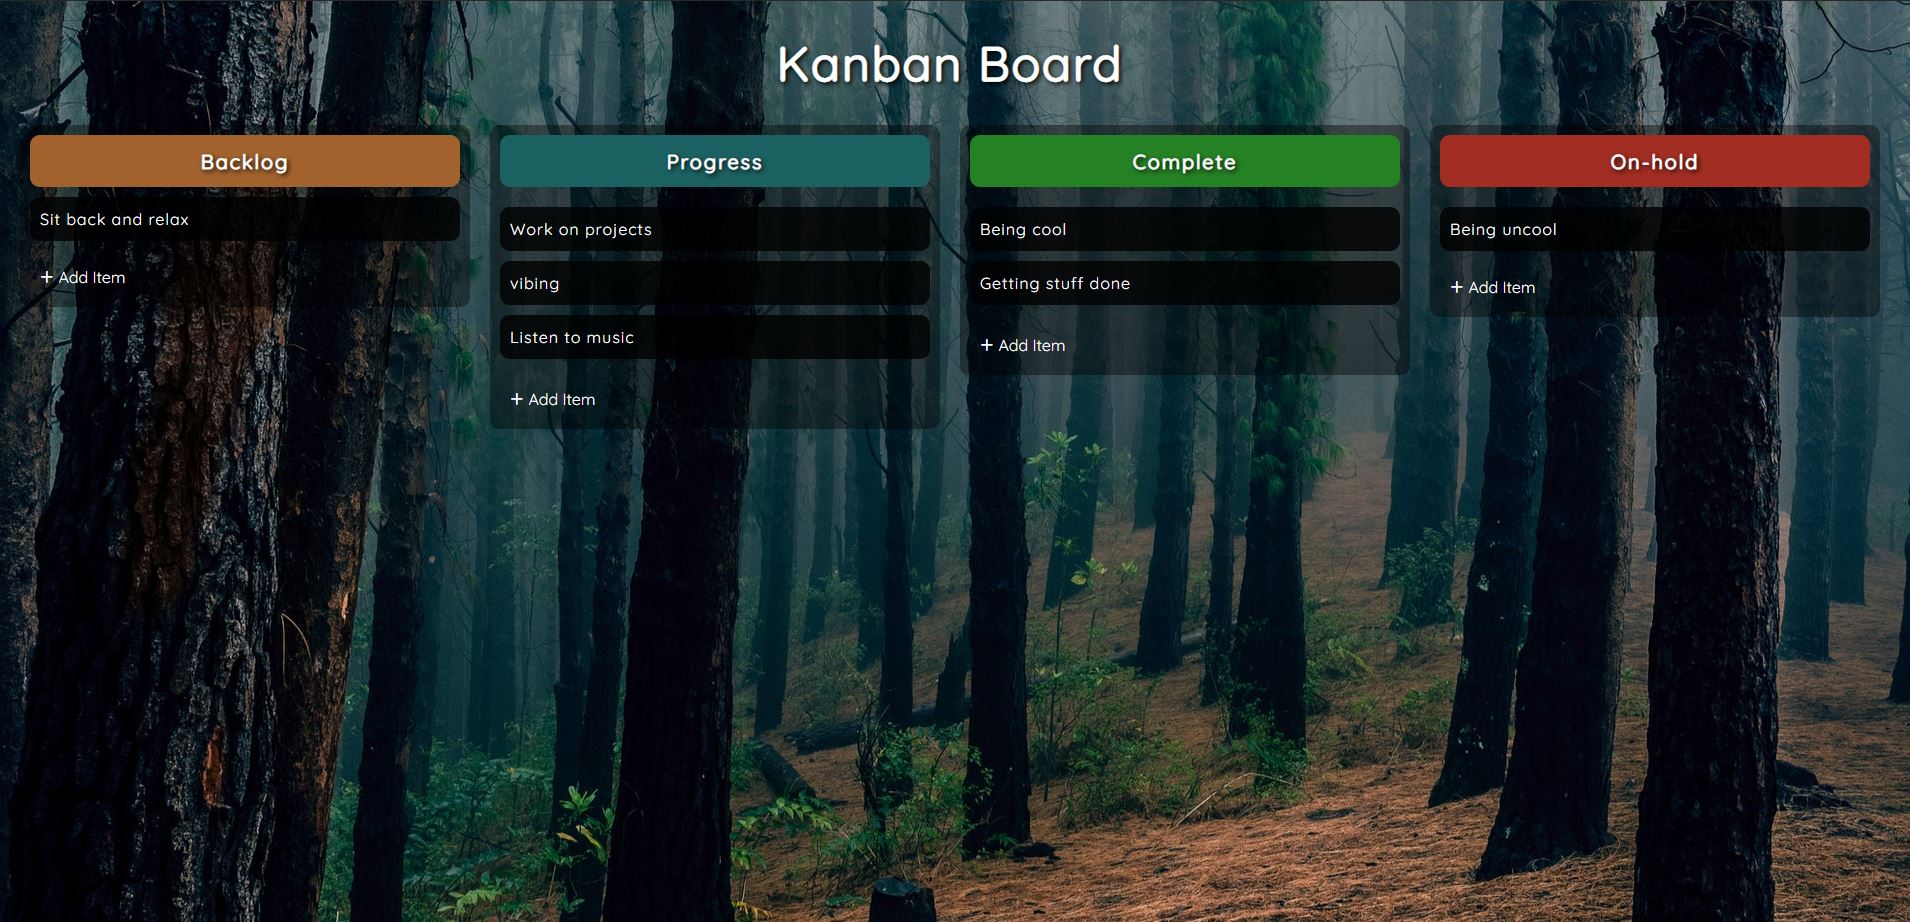 Kanban Board
Backlog
Sit back and relax
+ Add Item
Progress
Work on projects
vibing
Listen to music
+ Add Item
Complete
Being cool
Getting stuff done
+ Add Item
On-hold
Being uncool
+ Add Item